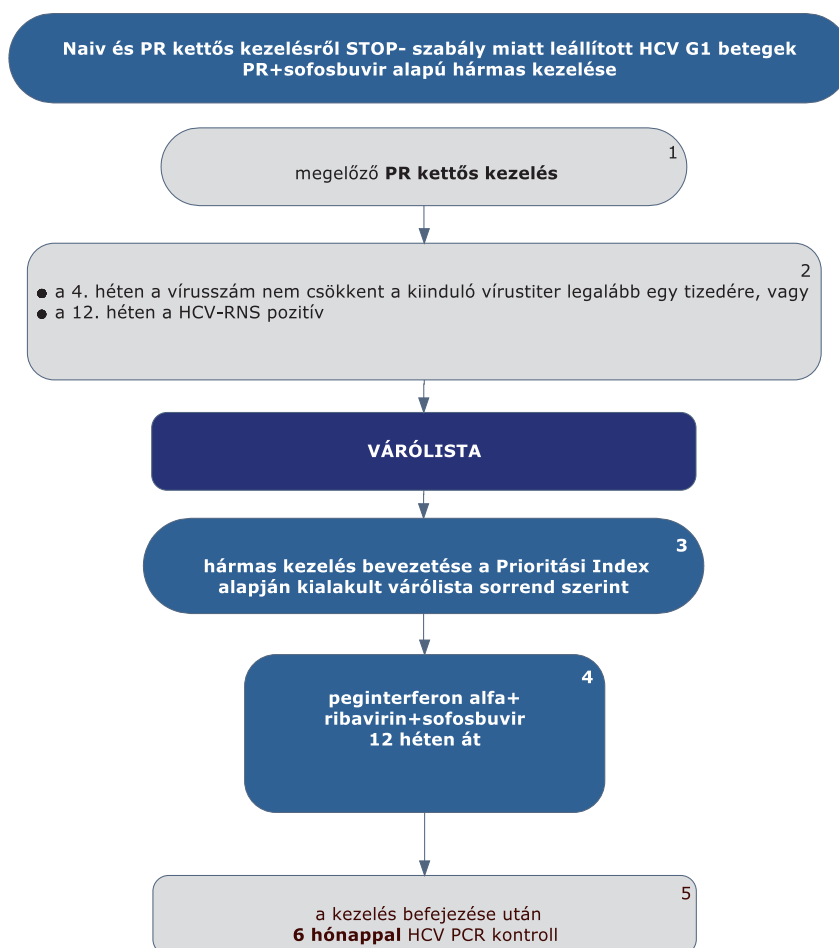 Naiv és PR kettős kezelésről STOP- szabály miatt leállított HCV G1 betegek
PR+sofosbuvir alapú hármas kezelése
1
megelőző PR kettős kezelés
2
● a 4. héten a vírusszám nem csökkent a kiinduló vírustiter legalább egy tizedére, vagy
● a 12. héten a HCV-RNS pozitív
VÁRÓLISTA
3
hármas kezelés bevezetése a Prioritási Index
alapján kialakult várólista sorrend szerint
4
peginterferon alfa+
ribavirin+sofosbuvir
12 héten át
5
a kezelés befejezése után
6 hónappal HCV PCR kontroll